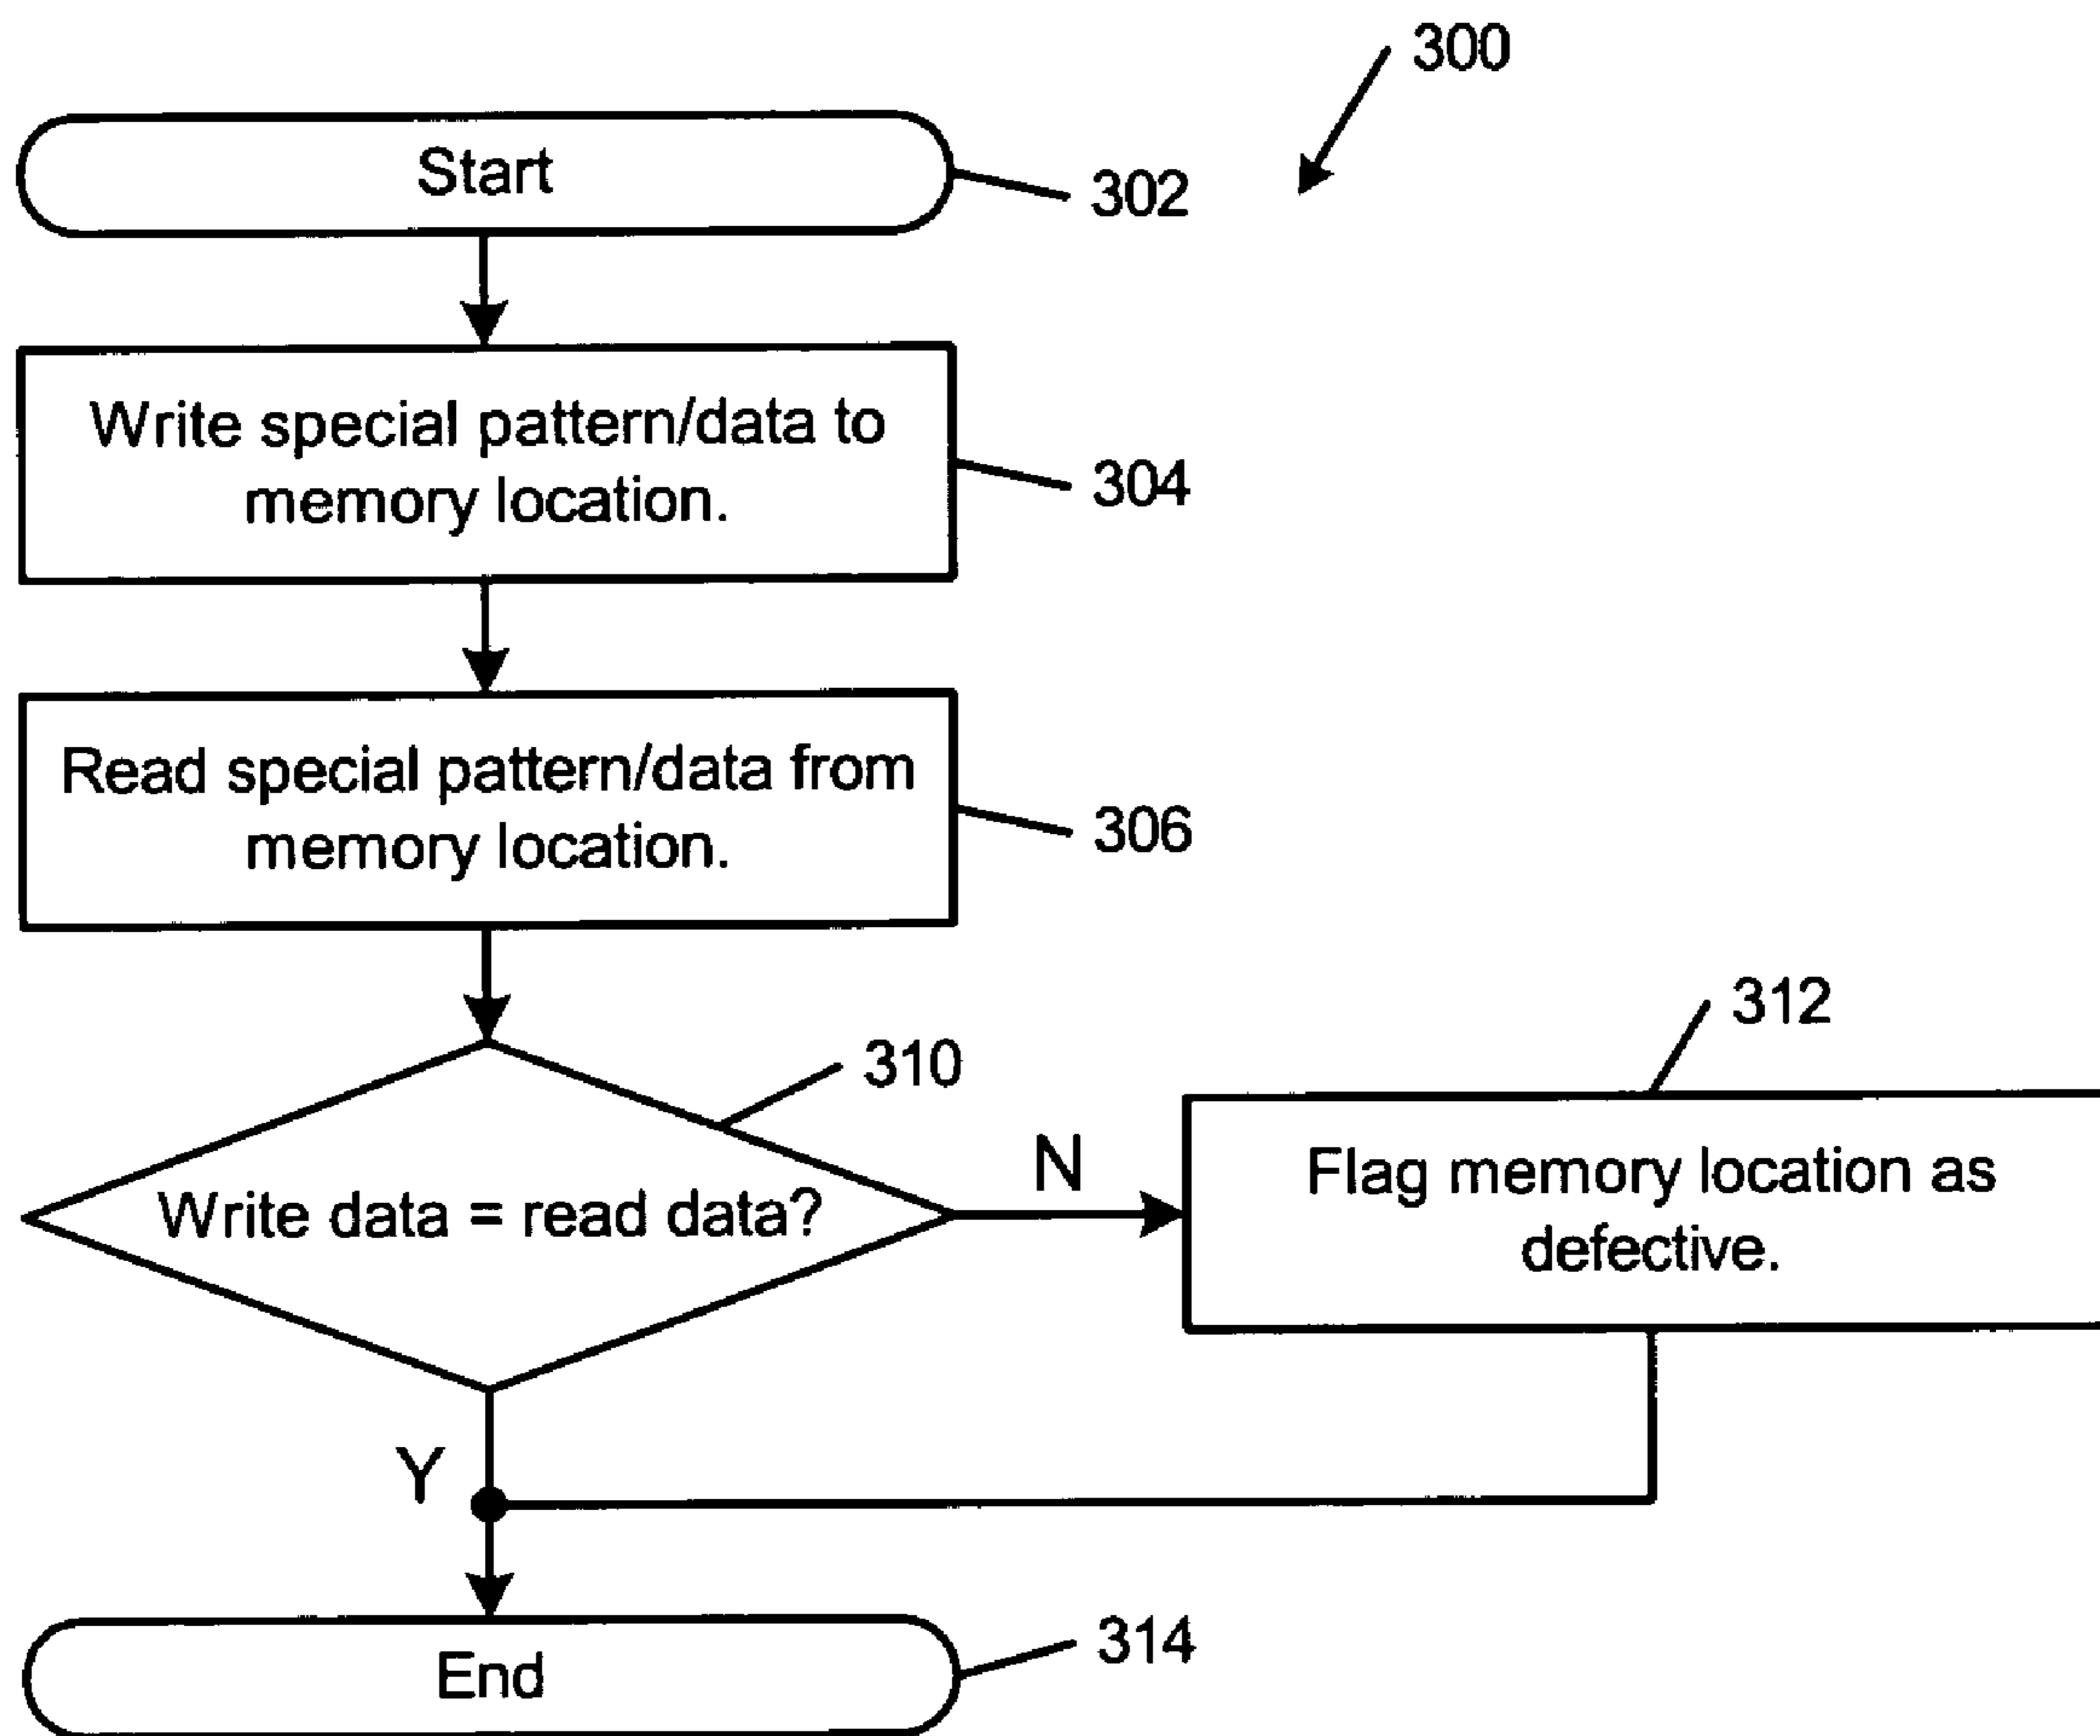 300
Start
302
Write special pattern/data to
memory location.
304
Read special pattern/data from
memory location.
306
310
312
Write data = read data?
N
Flag memory location as
defective.
Y
End
314